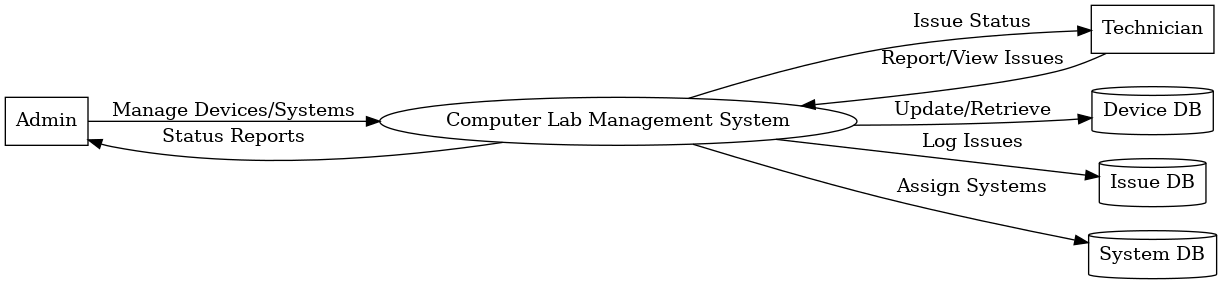 Issue Status
Technician
Report/View Issues
Manage Devices/Systems
Update/Retrieve
Device DB
Admin
Computer Lab Management System
Status Reports
Log Issues
Issue DB
Assign Systems
System DB